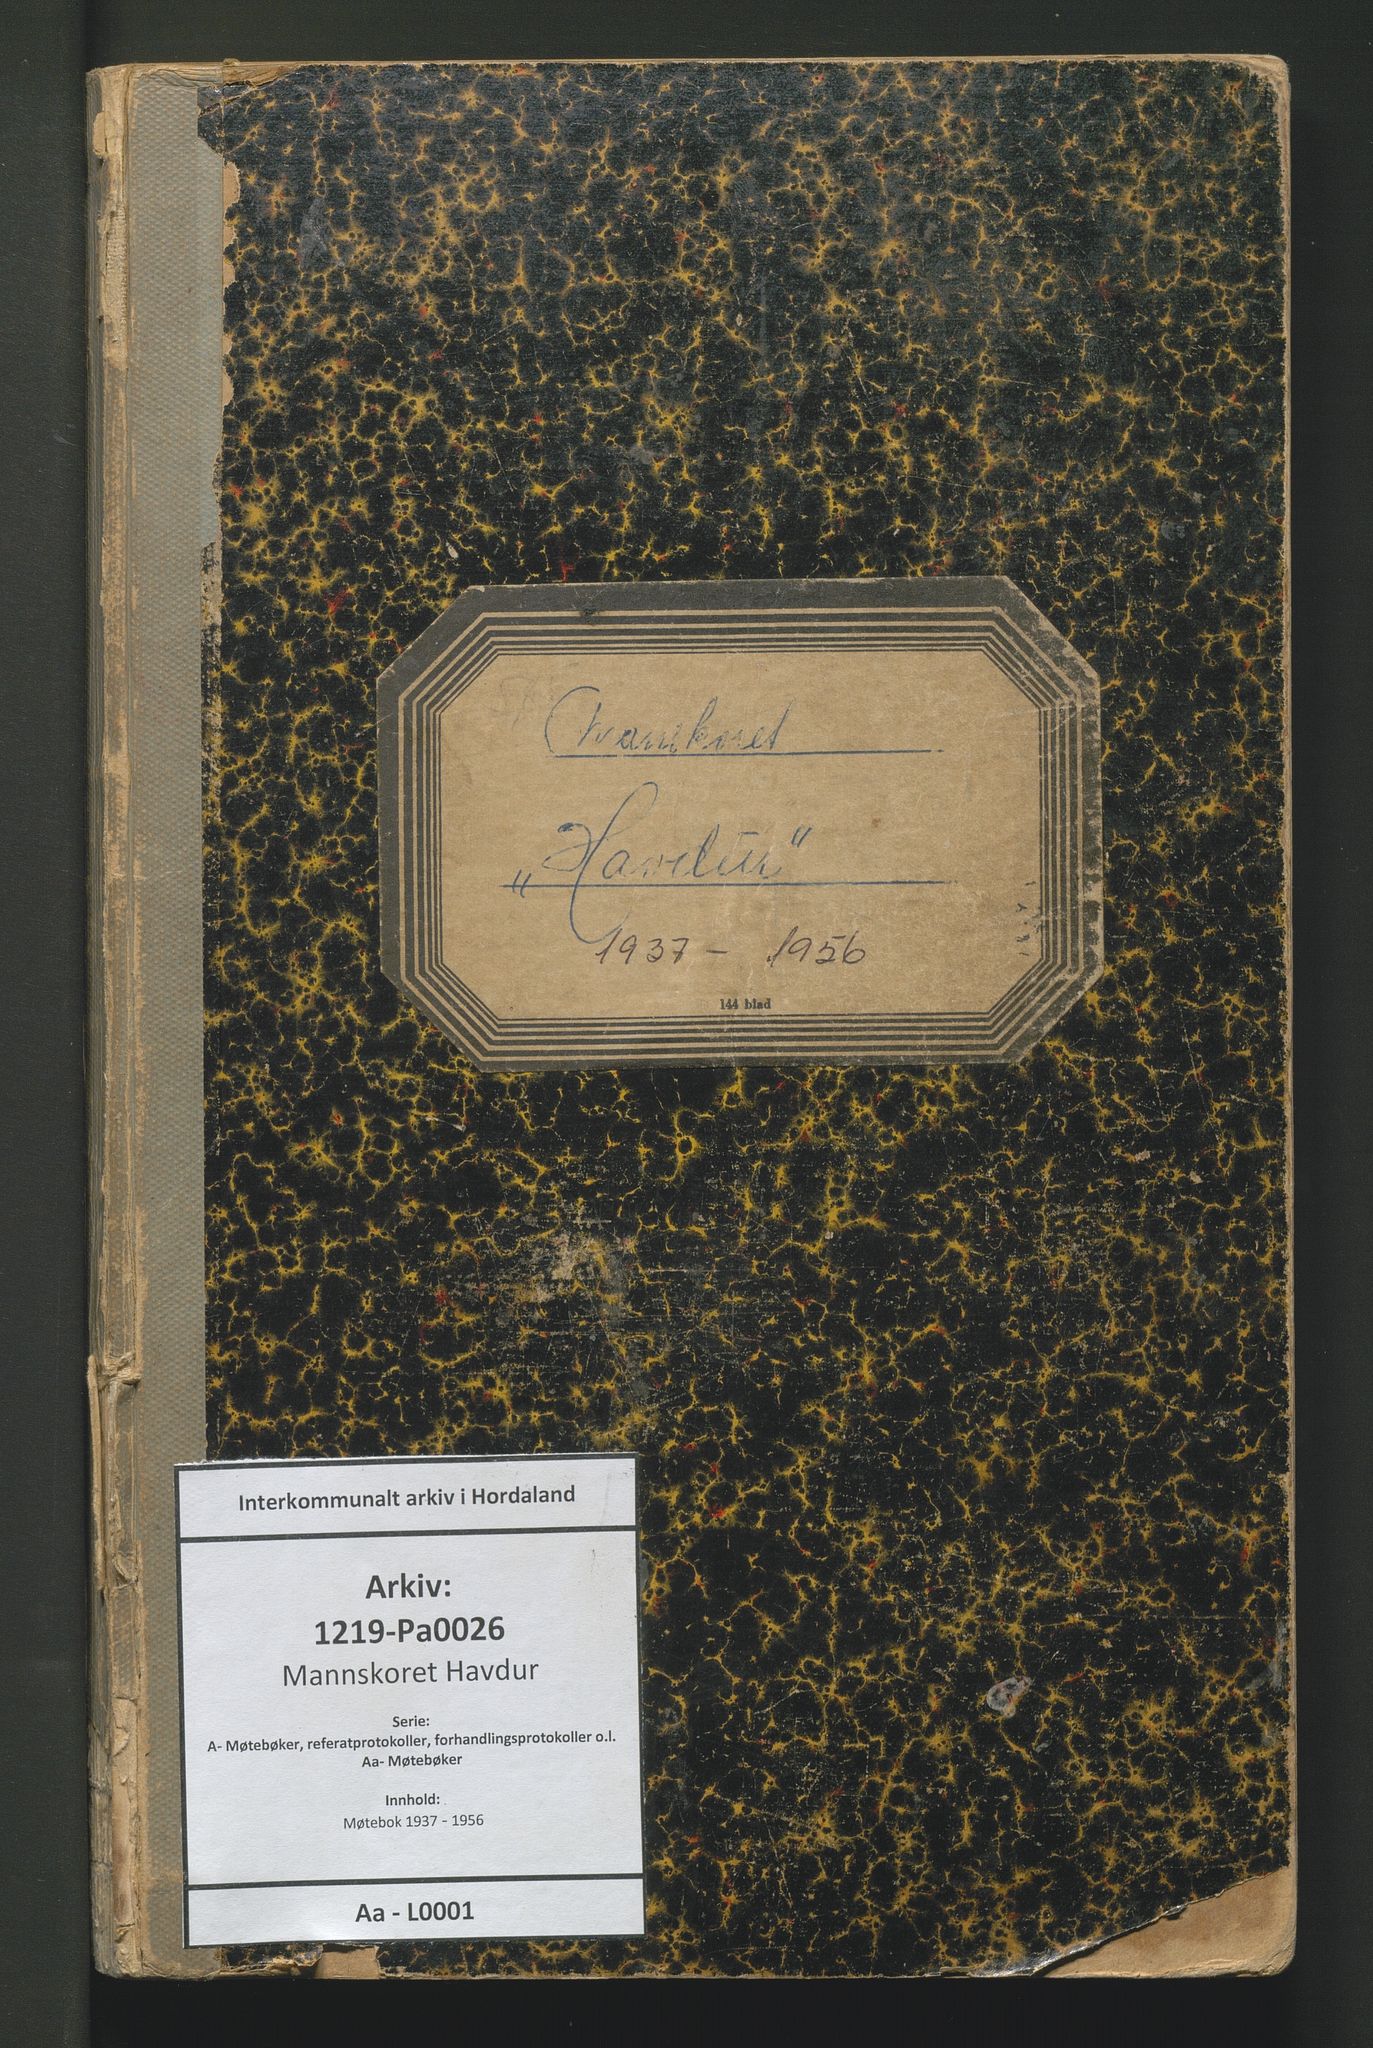 Manskoret
„Havdur“
1937 - 1956
144 blad
Interkommunalt arkiv i Hordaland
Arkiv:
1219-Pa0026
Mannskoret Havdur
Serie:
A- Møtebøker, referatprotokoller, forhandlingsprotokoller o.l.
Aa- Møtebøker
Innhold:
Møtebok 1937 - 1956
Aa - L0001